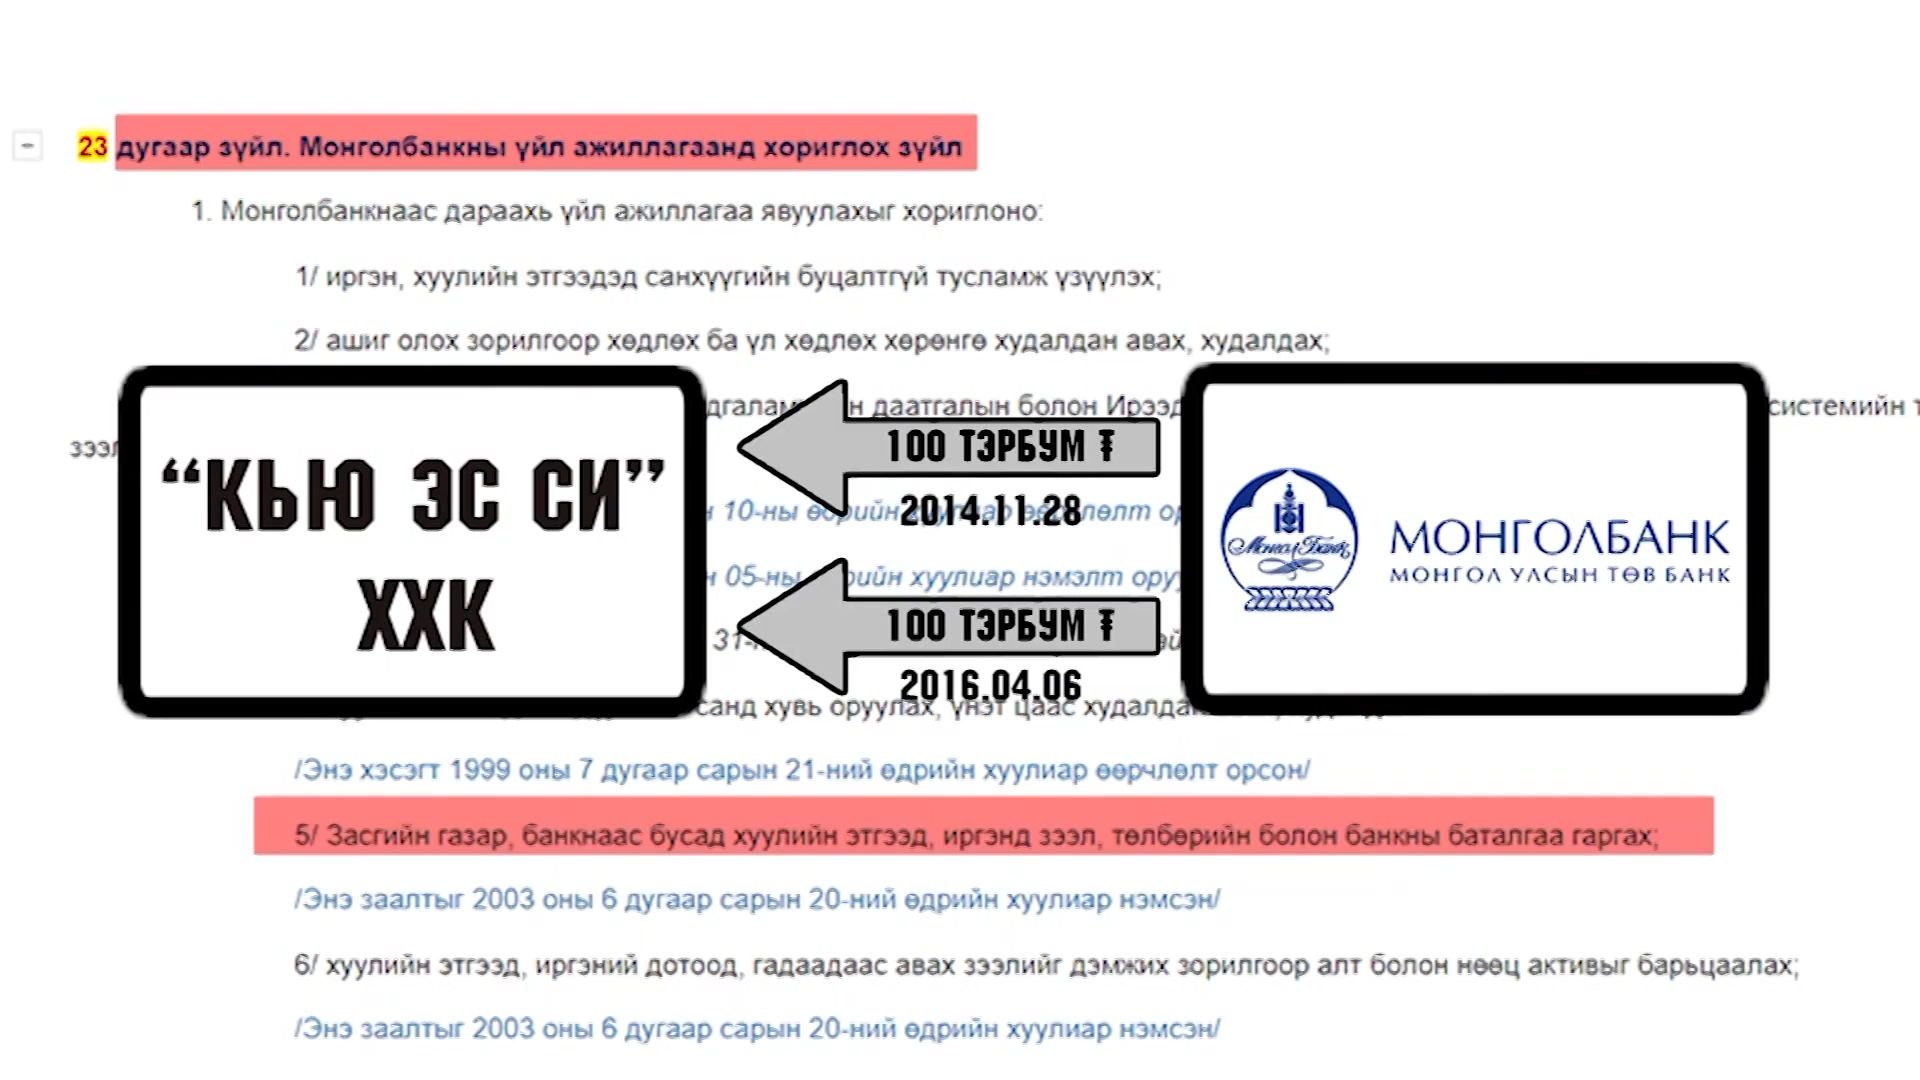 23 дугаар зүйл. Монголбанкны үйл ажиллагаанд хориглох зүйл
1. Монголбанкнаас дараахь үйл ажиллагаа явуулахыг хориглоно:
1/ иргэн, хуулийн этгээдэд санхүүгийн буцалтгүй тусламж үзүүлэх;
2/ ашиг олох зорилгоор хөдлөх ба үл хөдлөх хөрөнгө худалдан авах, худалдах;
даатгалын болон системийн
“КЬЮ ЭС СИ”
ХХК
100 ТЭРБУМ ₮
2014.11.28
100 ТЭРБУМ ₮
2016.04.06
Монгол Банк
МОНГОЛБАНК
МОНГОЛ УЛСЫН ТӨВ БАНК
10-ны
05-ны хуулиар нэмэлт
хувь оруулах, үнэт цаас
/Энэ хэсэгт 1999 оны 7 дугаар сарын 21-ний өдрийн хуулиар өөрчлөлт орсон/
5/ Засгийн газар, банкнаас бусад хуулийн этгээд, иргэнд зээл, төлбөрийн болон банкны баталгаа гаргах;
/Энэ заалтыг 2003 оны 6 дугаар сарын 20-ний өдрийн хуулиар нэмсэн/
6/ хуулийн этгээд, иргэний дотоод, гадаадаас авах зээлийг дэмжих зорилгоор алт болон нөөц активыг барьцаалах;
/Энэ заалтыг 2003 оны 6 дугаар сарын 20-ний өдрийн хуулиар нэмсэн/